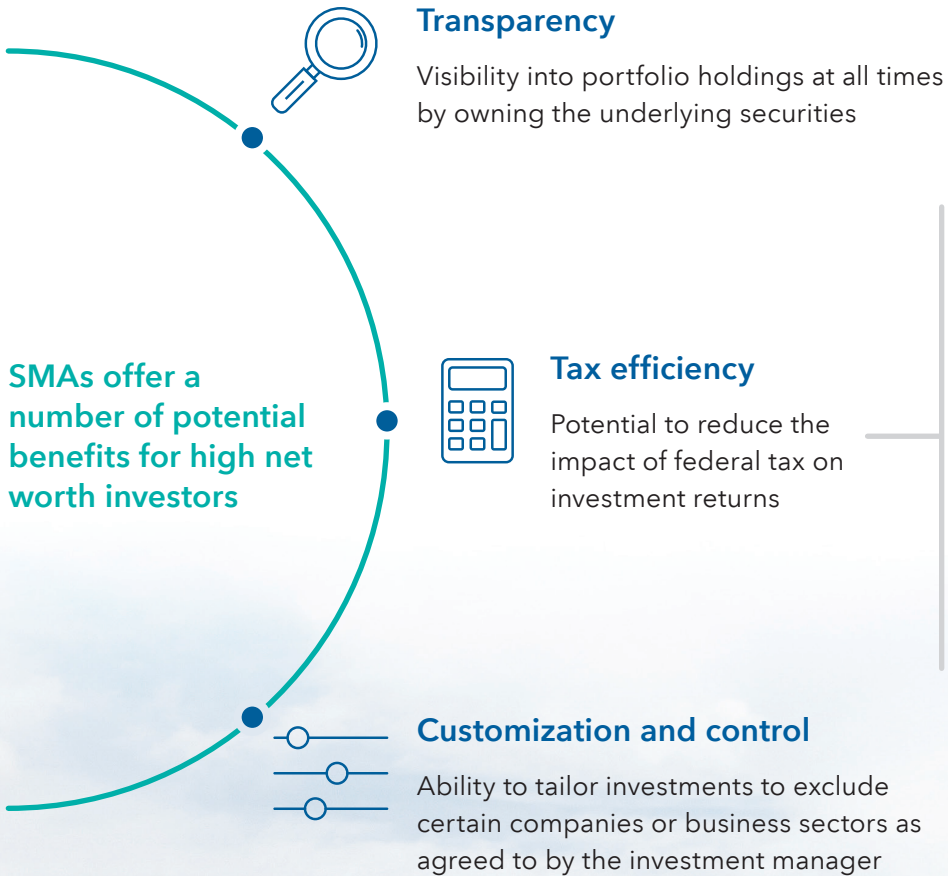 Transparency
Visibility into portfolio holdings at all times
by owning the underlying securities
SMAs offer a
number of potential
benefits for high net
worth investors
Tax efficiency
Potential to reduce the
impact of federal tax on
investment returns
Customization and control
Ability to tailor investments to exclude
certain companies or business sectors as
agreed to by the investment manager